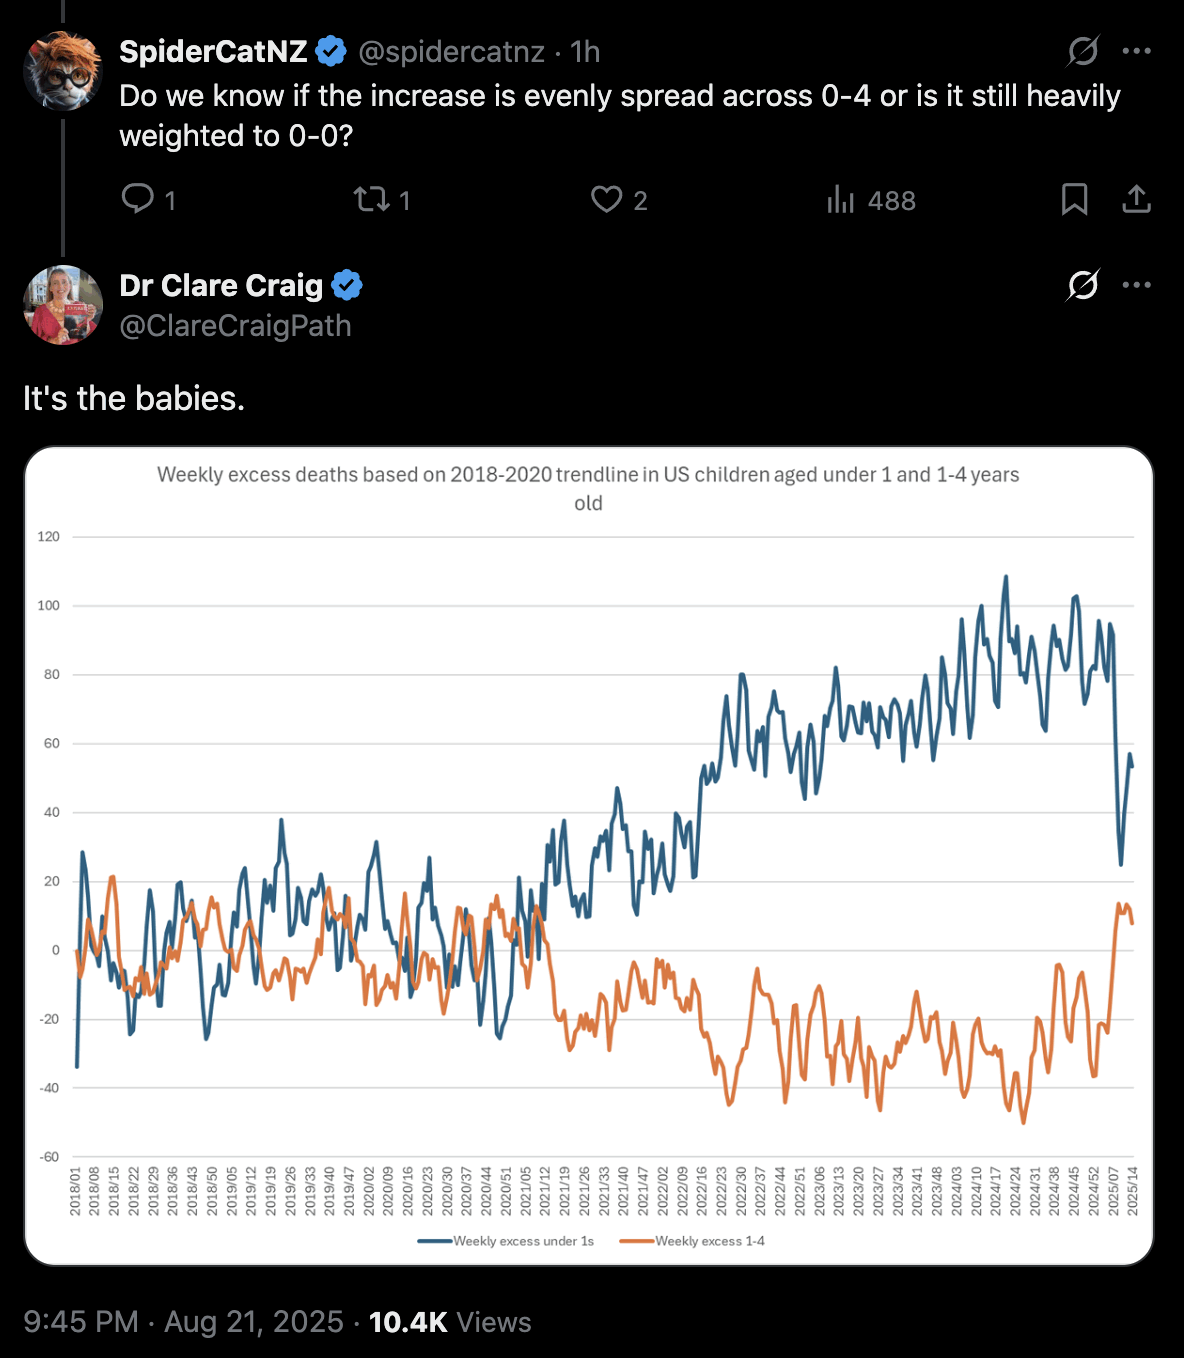 SpiderCatNZ @spidercatnz · 1h
Do we know if the increase is evenly spread across 0-4 or is it still heavily
weighted to 0-0?
1 1 2 488
Dr Clare Craig
@ClareCraigPath
It's the babies.
Weekly excess deaths based on 2018-2020 trendline in US children aged under 1 and 1-4 years
old
120
100
80
60
40
20
0
-20
-40
-60
2018/01 2018/08 2018/15 2018/22 2018/29 2018/36 2018/43 2018/50 2019/05 2019/12 2019/19 2019/26 2019/33 2019/40 2019/47 2020/02 2020/09 2020/16 2020/23 2020/30 2020/37 2020/44 2020/51 2021/05 2021/12 2021/19 2021/26 2021/33 2021/40 2021/47 2022/02 2022/09 2022/16 2022/23 2022/30 2022/37 2022/44 2022/51 2023/06 2023/13 2023/20 2023/27 2023/34 2023/41 2023/48 2024/03 2024/10 2024/17 2024/24 2024/31 2024/38 2024/45 2024/52 2025/07 2025/14
Weekly excess under 1s Weekly excess 1-4
9:45 PM · Aug 21, 2025 · 10.4K Views